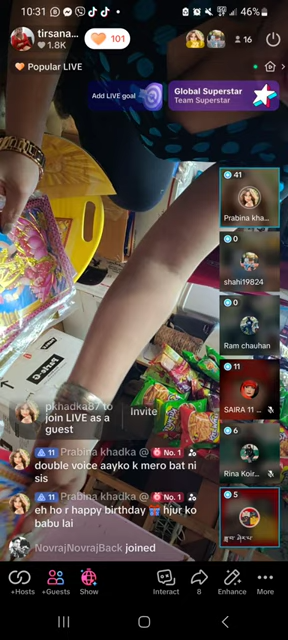 10:31
46%
tirsana...
1.8K
101
16
Popular LIVE
Add LIVE goal
Global Superstar
Team Superstar
41
Prabina kha...
0
shahi19824
0
Ram chauhan
11
SAIRA 11 ...
6
Rina Koir...
5
pkhadka87 to
join LIVE as a
guest
Invite
11 Prabina khadka @ No. 1
double voice aayko k mero bat ni
sis
11 Prabina khadka @ No. 1
eh ho r happy birthday hjur ko
babu lai
NovrajNovrajBack joined
+Hosts
+Guests
Show
Interact
8
Enhance
More